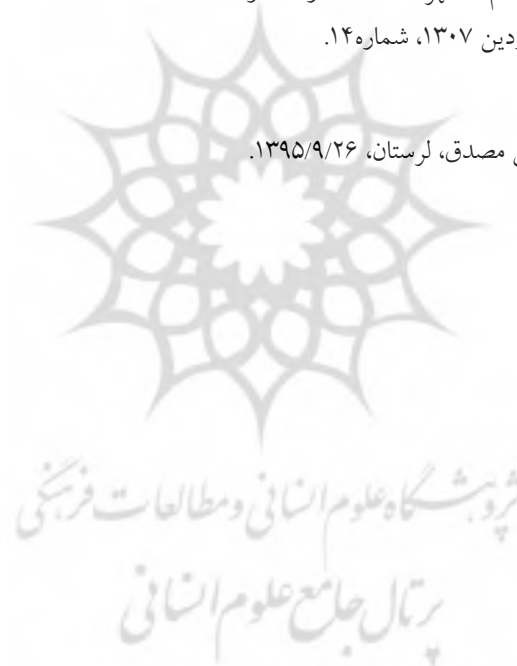 دین ۱۳۰۷، شماره۱۴.
مصدق، لرستان، ۱۳۹۵/۹/۲۶.
پژوهشگاه علوم انسانی و مطالعات فرهنگی
پرتال جامع علوم انسانی